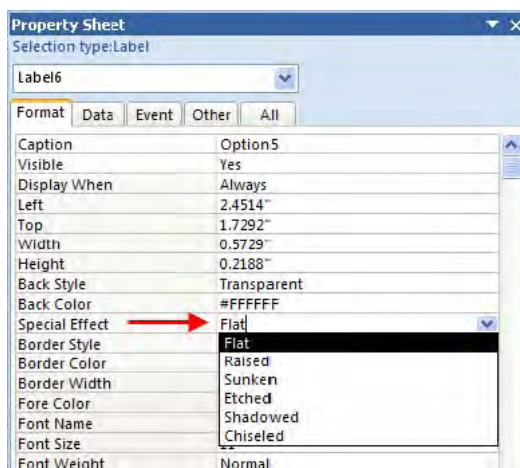 Property Sheet
Selection type:Label
Label6
Format Data Event Other All
Caption Option5
Visible Yes
Display When Always
Left 2.4514"
Top 1.7292"
Width 0.5729"
Height 0.2188"
Back Style Transparent
Back Color #FFFFFF
Special Effect Flat
Border Style Flat
Border Color Raised
Border Width Sunken
Etched
Fore Color
Shadowed
Font Name
Chiseled
Font Size
Font Weight Normal